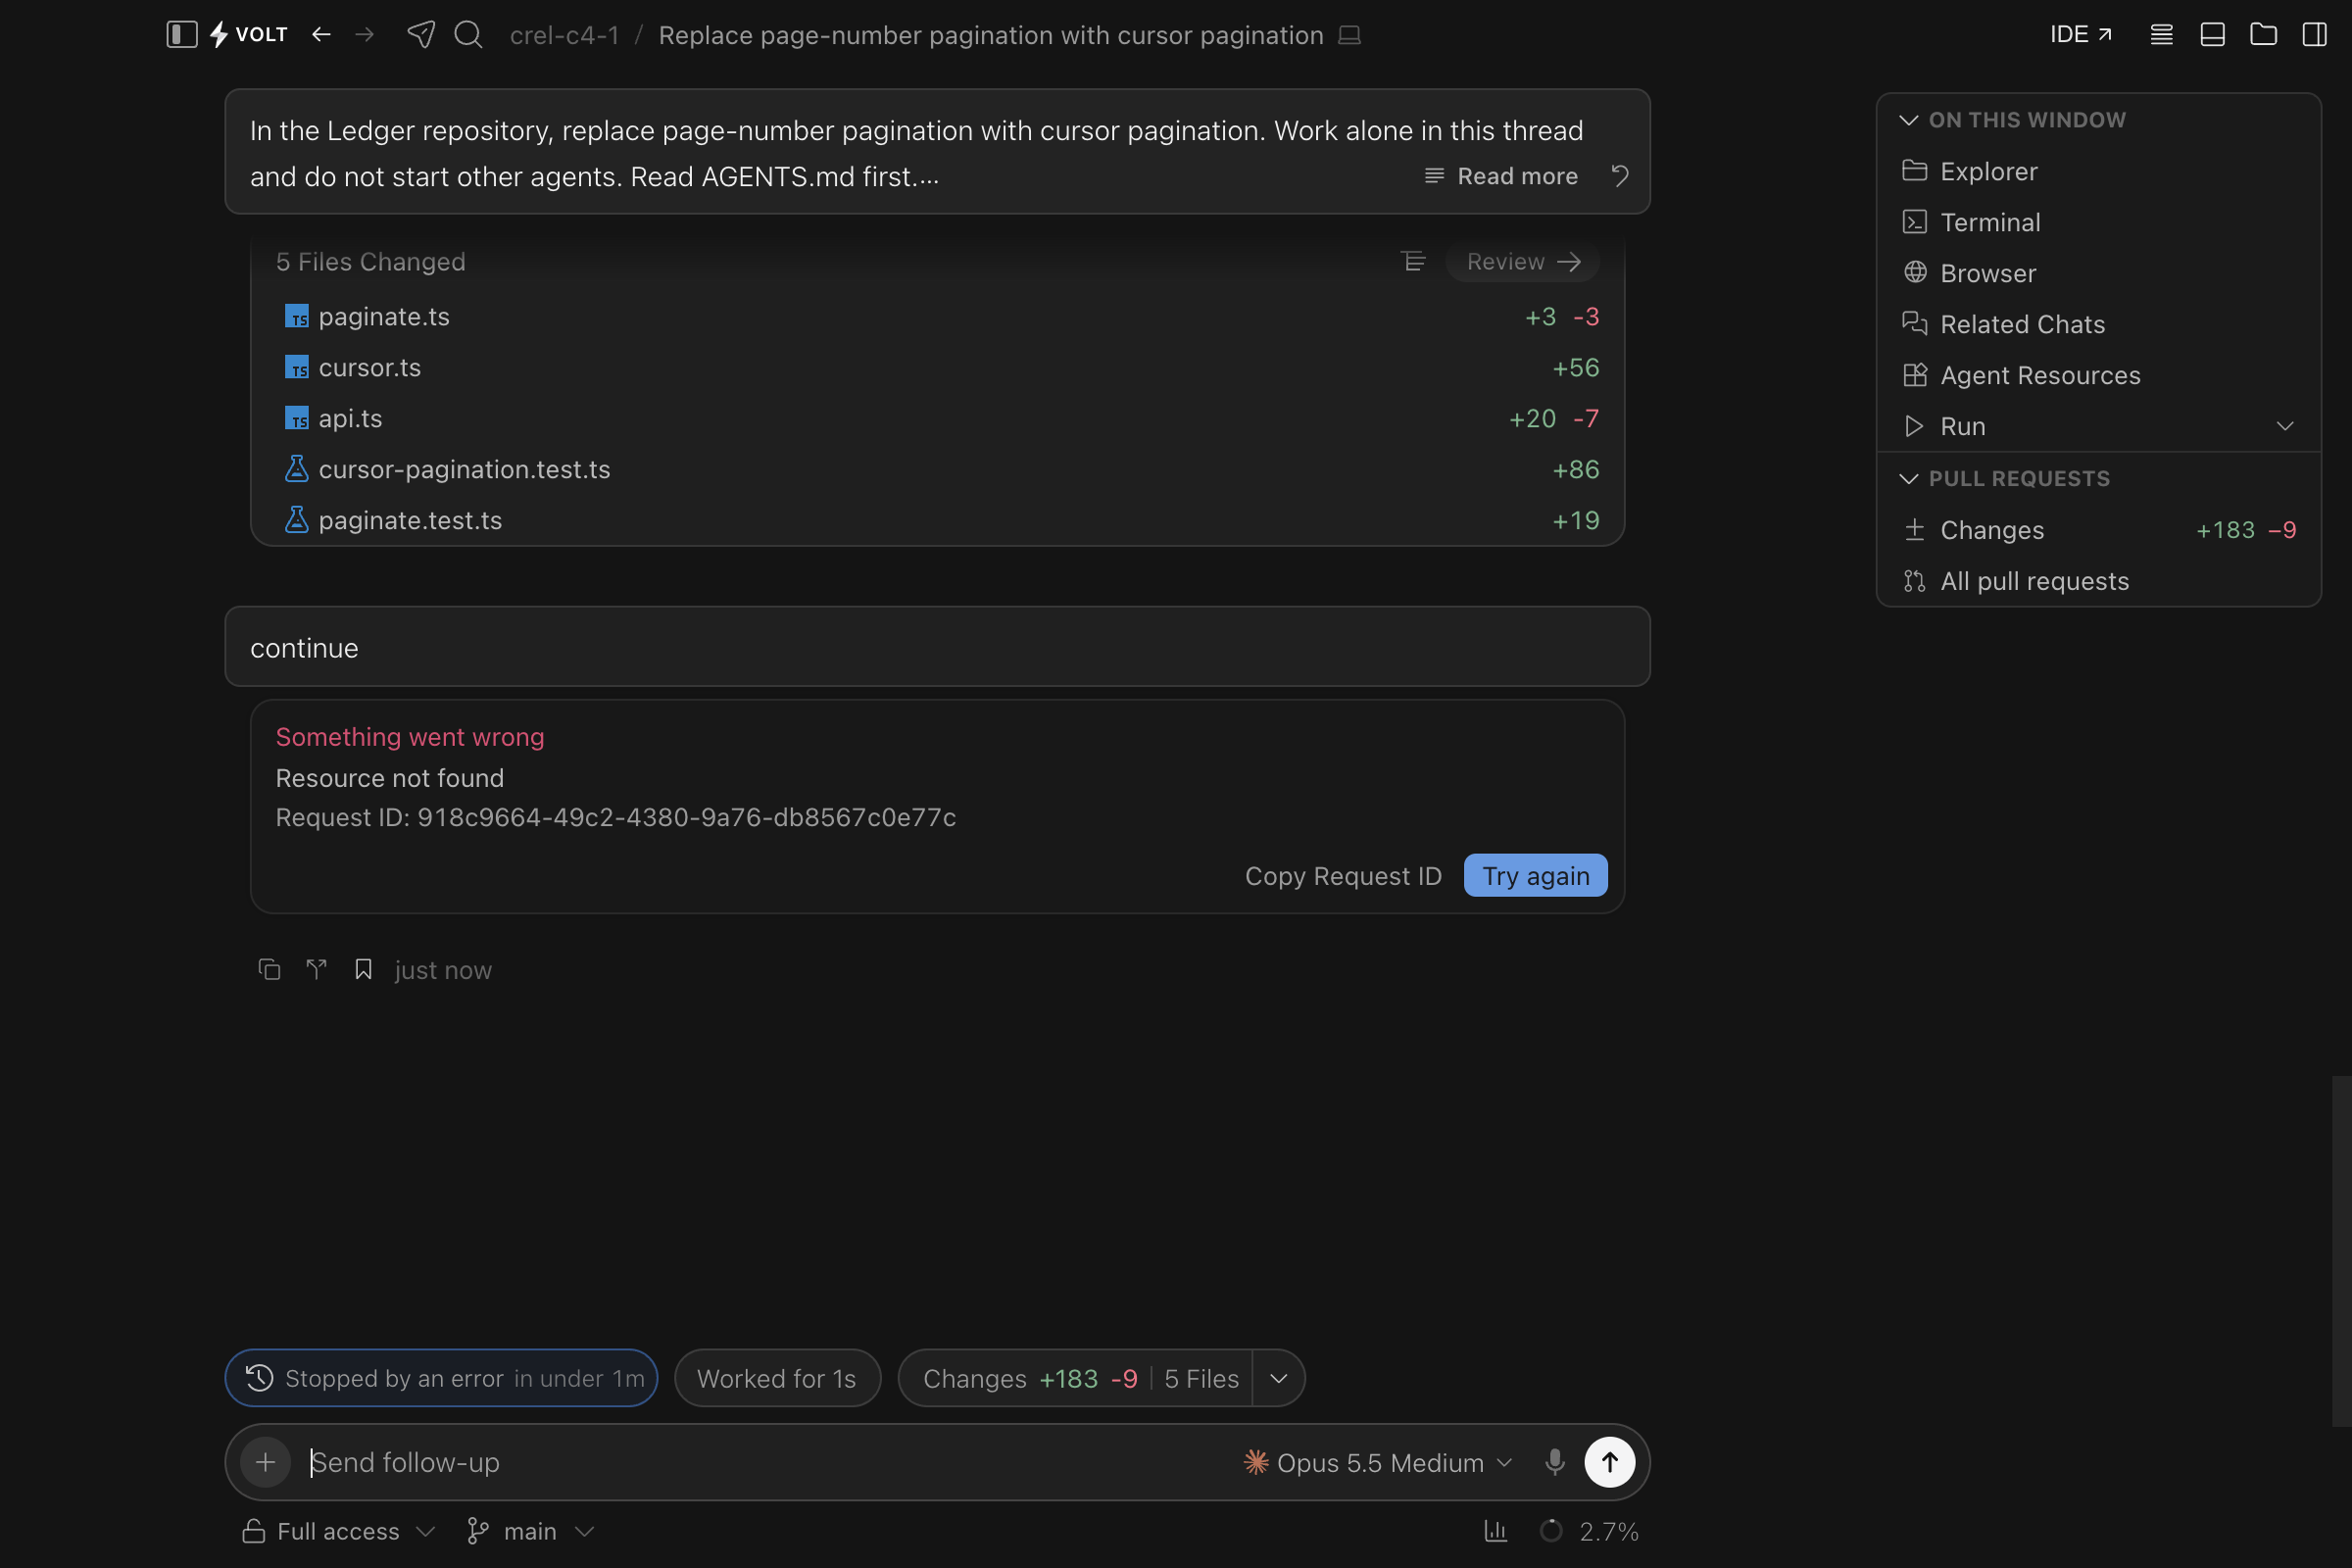 VOLT
crel-c4-1 / Replace page-number pagination with cursor pagination
IDE
In the Ledger repository, replace page-number pagination with cursor pagination. Work alone in this thread
and do not start other agents. Read AGENTS.md first.…
Read more
5 Files Changed
Review
TS paginate.ts +3 -3
TS cursor.ts +56
TS api.ts +20 -7
cursor-pagination.test.ts +86
paginate.test.ts +19
continue
Something went wrong
Resource not found
Request ID: 918c9664-49c2-4380-9a76-db8567c0e77c
Copy Request ID
Try again
just now
ON THIS WINDOW
Explorer
Terminal
Browser
Related Chats
Agent Resources
Run
PULL REQUESTS
Changes +183 -9
All pull requests
Stopped by an error in under 1m
Worked for 1s
Changes +183 -9 5 Files
Send follow-up
Opus 5.5 Medium
Full access
main
2.7%